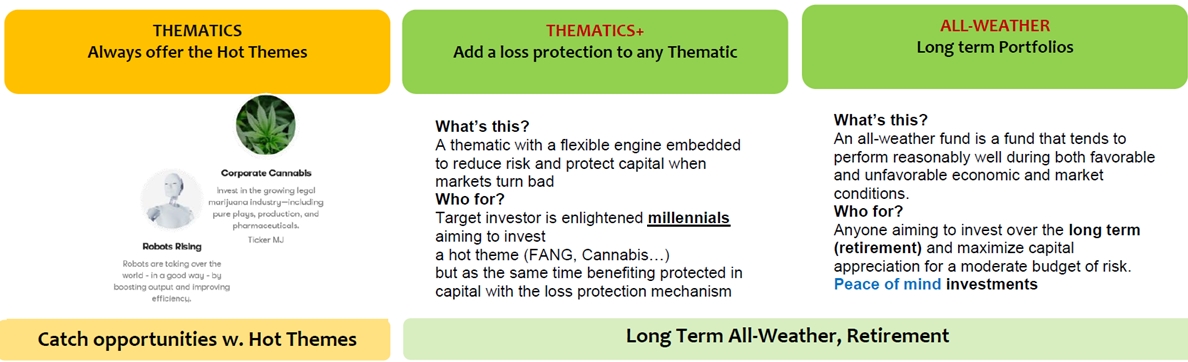 THEMATICS
Always offer the Hot Themes
Corporate Cannabis
Invest in the growing legal
marijuana industry—including
pure plays, production, and
pharmaceuticals.
Ticker MJ
Robots Rising
Robots are taking over the
world - in a good way - by
boosting output and improving
efficiency.
Catch opportunities w. Hot Themes
THEMATICS+
Add a loss protection to any Thematic
What's this?
A thematic with a flexible engine embedded
to reduce risk and protect capital when
markets turn bad
Who for?
Target investor is enlightened millennials
aiming to invest
a hot theme (FANG, Cannabis…)
but as the same time benefiting protected in
capital with the loss protection mechanism
ALL-WEATHER
Long term Portfolios
What's this?
An all-weather fund is a fund that tends to
perform reasonably well during both favorable
and unfavorable economic and market
conditions.
Who for?
Anyone aiming to invest over the long term
(retirement) and maximize capital
appreciation for a moderate budget of risk.
Peace of mind investments
Long Term All-Weather, Retirement